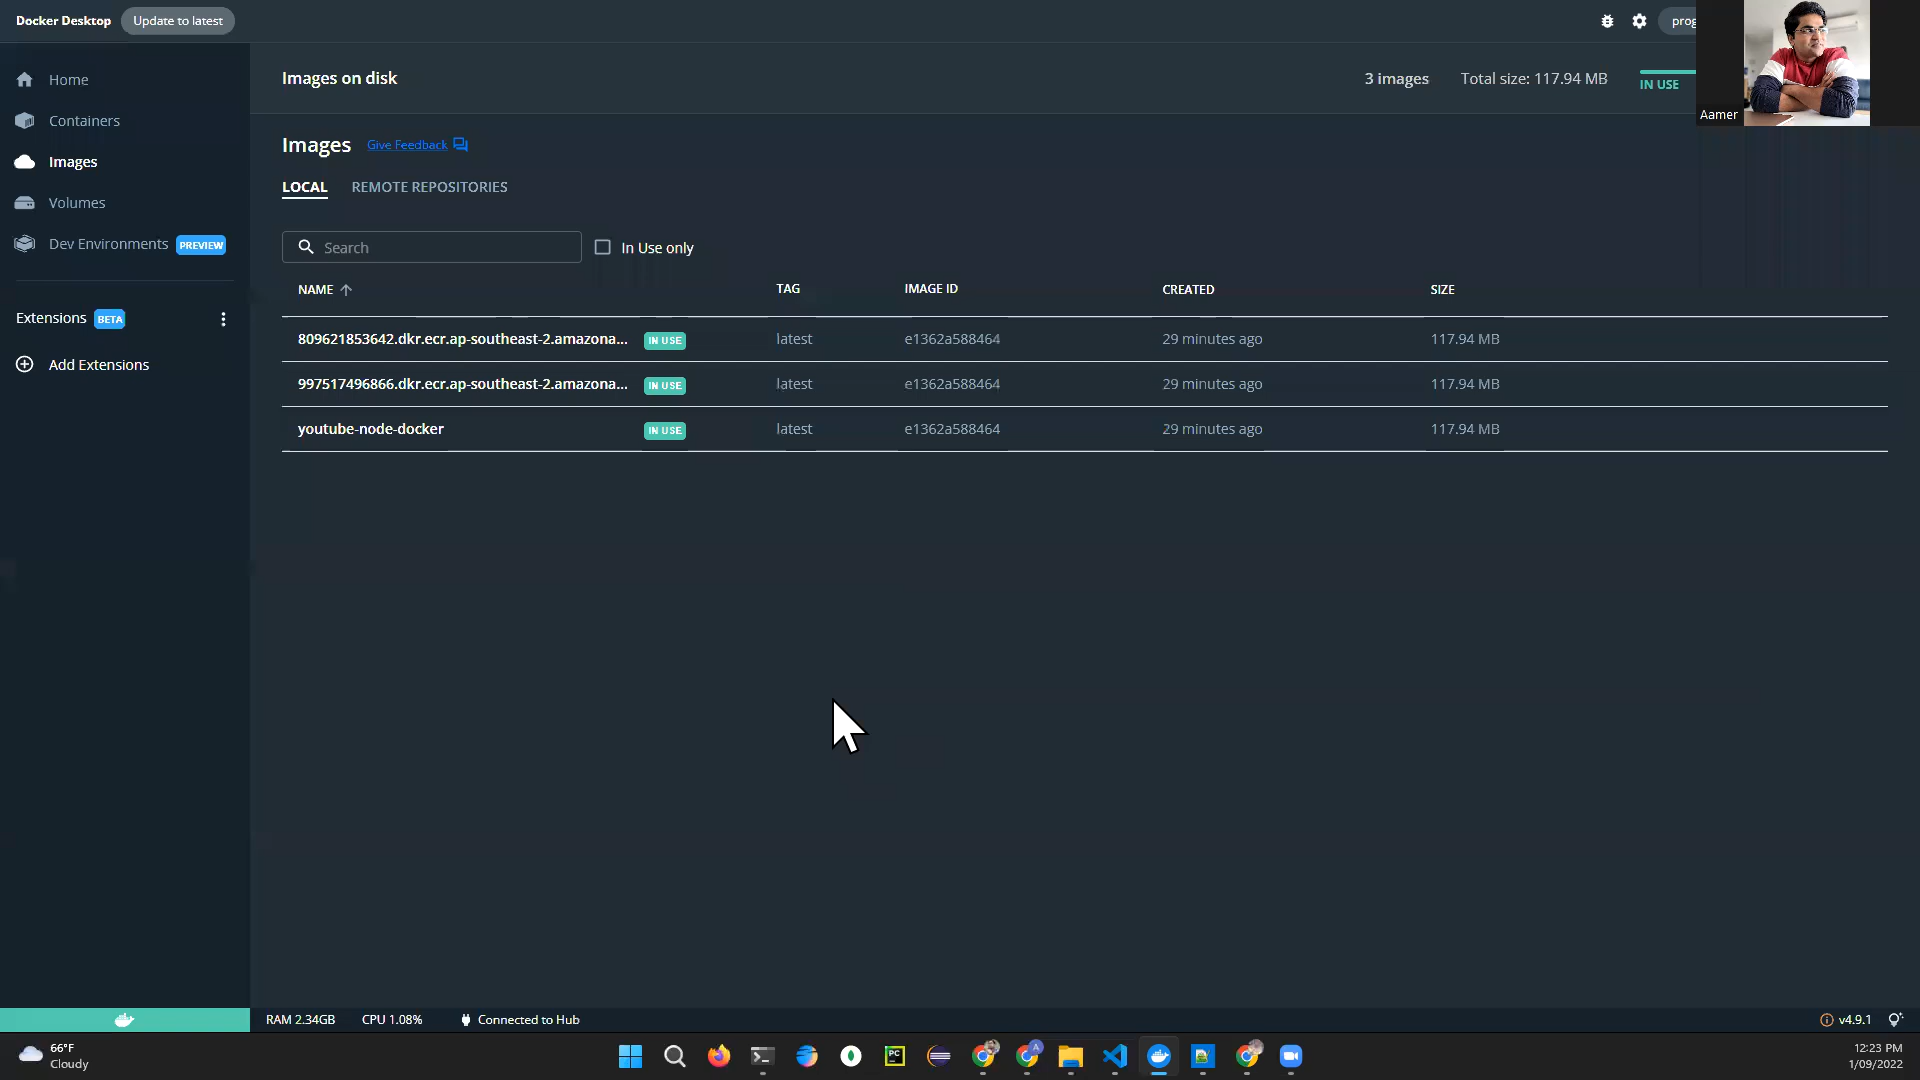 Docker Desktop Update to latest
Home
Containers
Images
Volumes
Dev Environments PREVIEW
Extensions BETA
Add Extensions
Images on disk 3 images Total size: 117.94 MB IN USE
Aamer
Images Give Feedback
LOCAL REMOTE REPOSITORIES
Search In Use only
NAME TAG IMAGE ID CREATED SIZE
809621853642.dkr.ecr.ap-southeast-2.amazona... IN USE latest e1362a588464 29 minutes ago 117.94 MB
997517496866.dkr.ecr.ap-southeast-2.amazona... IN USE latest e1362a588464 29 minutes ago 117.94 MB
youtube-node-docker IN USE latest e1362a588464 29 minutes ago 117.94 MB
RAM 2.34GB CPU 1.08% Connected to Hub v4.9.1
66°F
Cloudy
PC
A
12:23 PM
1/09/2022